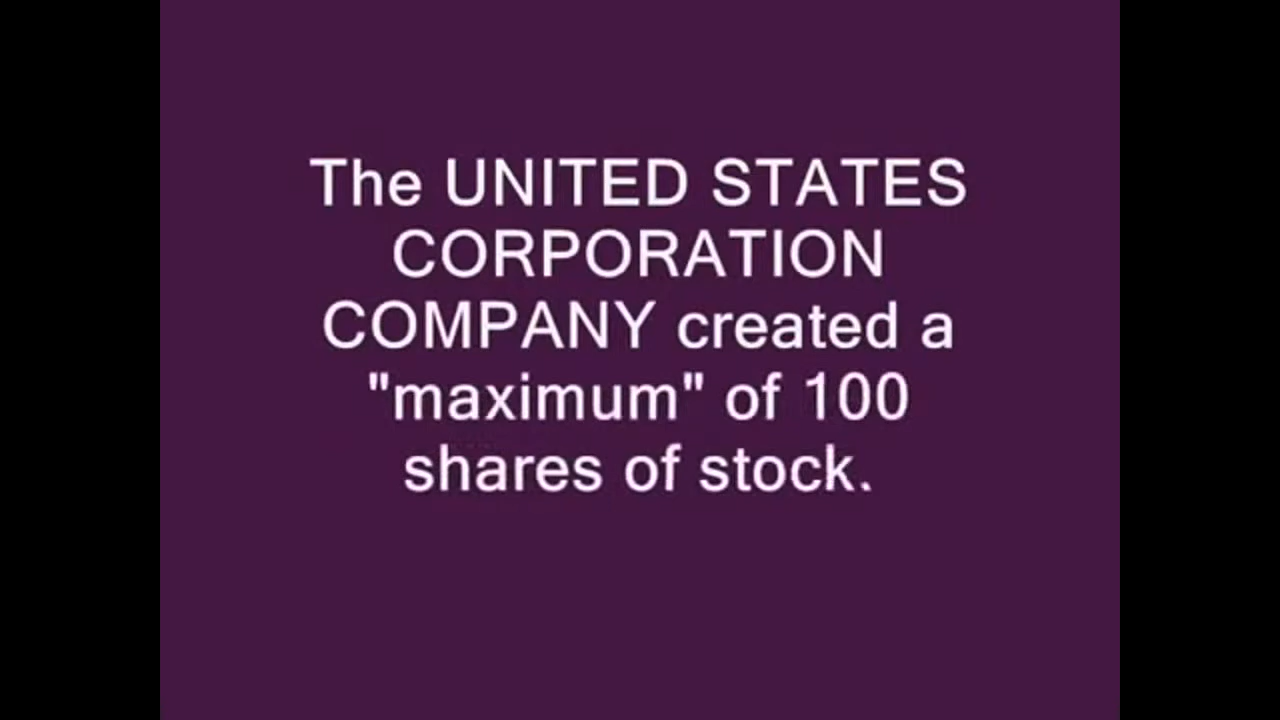 The UNITED STATES
CORPORATION
COMPANY created a
"maximum" of 100
shares of stock.